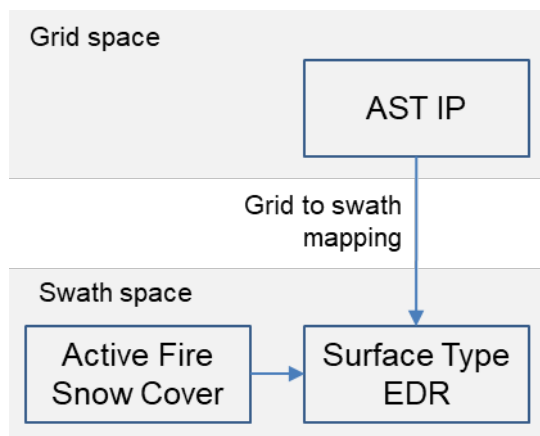 Grid space
AST IP
Grid to swath
mapping
Swath space
Active Fire
Snow Cover
Surface Type
EDR